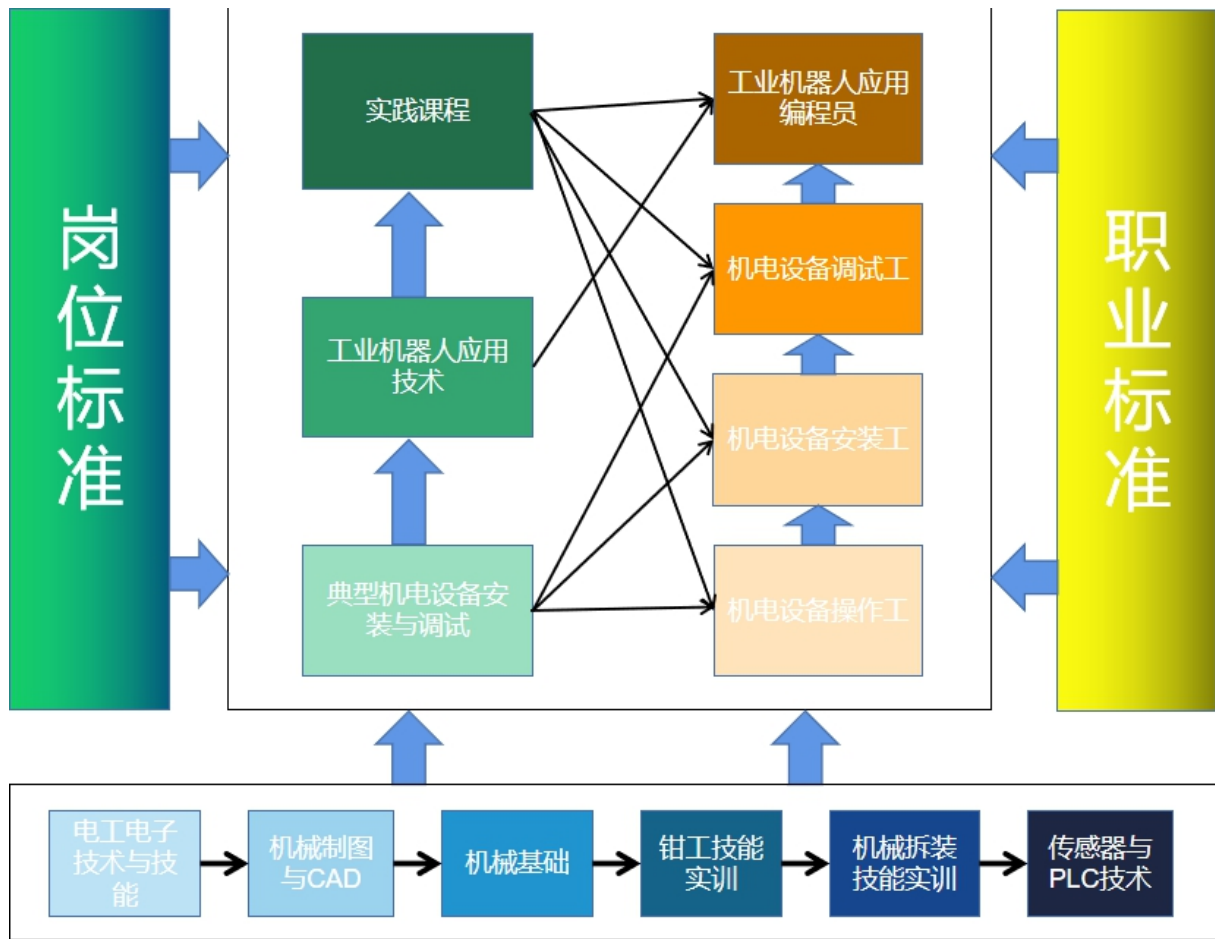 岗位标准
实践课程
工业机器人应用
编程员
职业标准
机电设备调试工
工业机器人应用
技术
机电设备安装工
典型机电设备安
装与调试
机电设备操作工
电工电子
技术与技
能
机械制图
与CAD
机械基础
钳工技能
实训
机械拆装
技能实训
传感器与
PLC技术